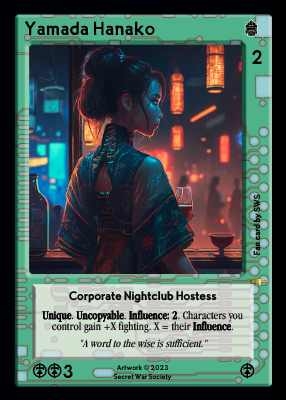 Yamada Hanako
2
Fan card by SWS
Corporate Nightclub Hostess
Unique. Uncopyable. Influence: 2. Characters you
control gain +X fighting. X = their Influence.
"A word to the wise is sufficient."
3
Artwork © 2023
Secret War Society